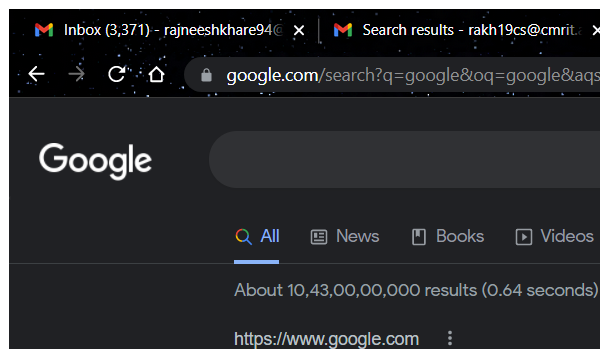 Inbox (3,371) - rajneeshkhare94@
Search results - rakh19cs@cmrit.
google.com/search?q=google&oq=google&aqs
Google
All News Books Videos
About 10,43,00,00,000 results (0.64 seconds)
https://www.google.com